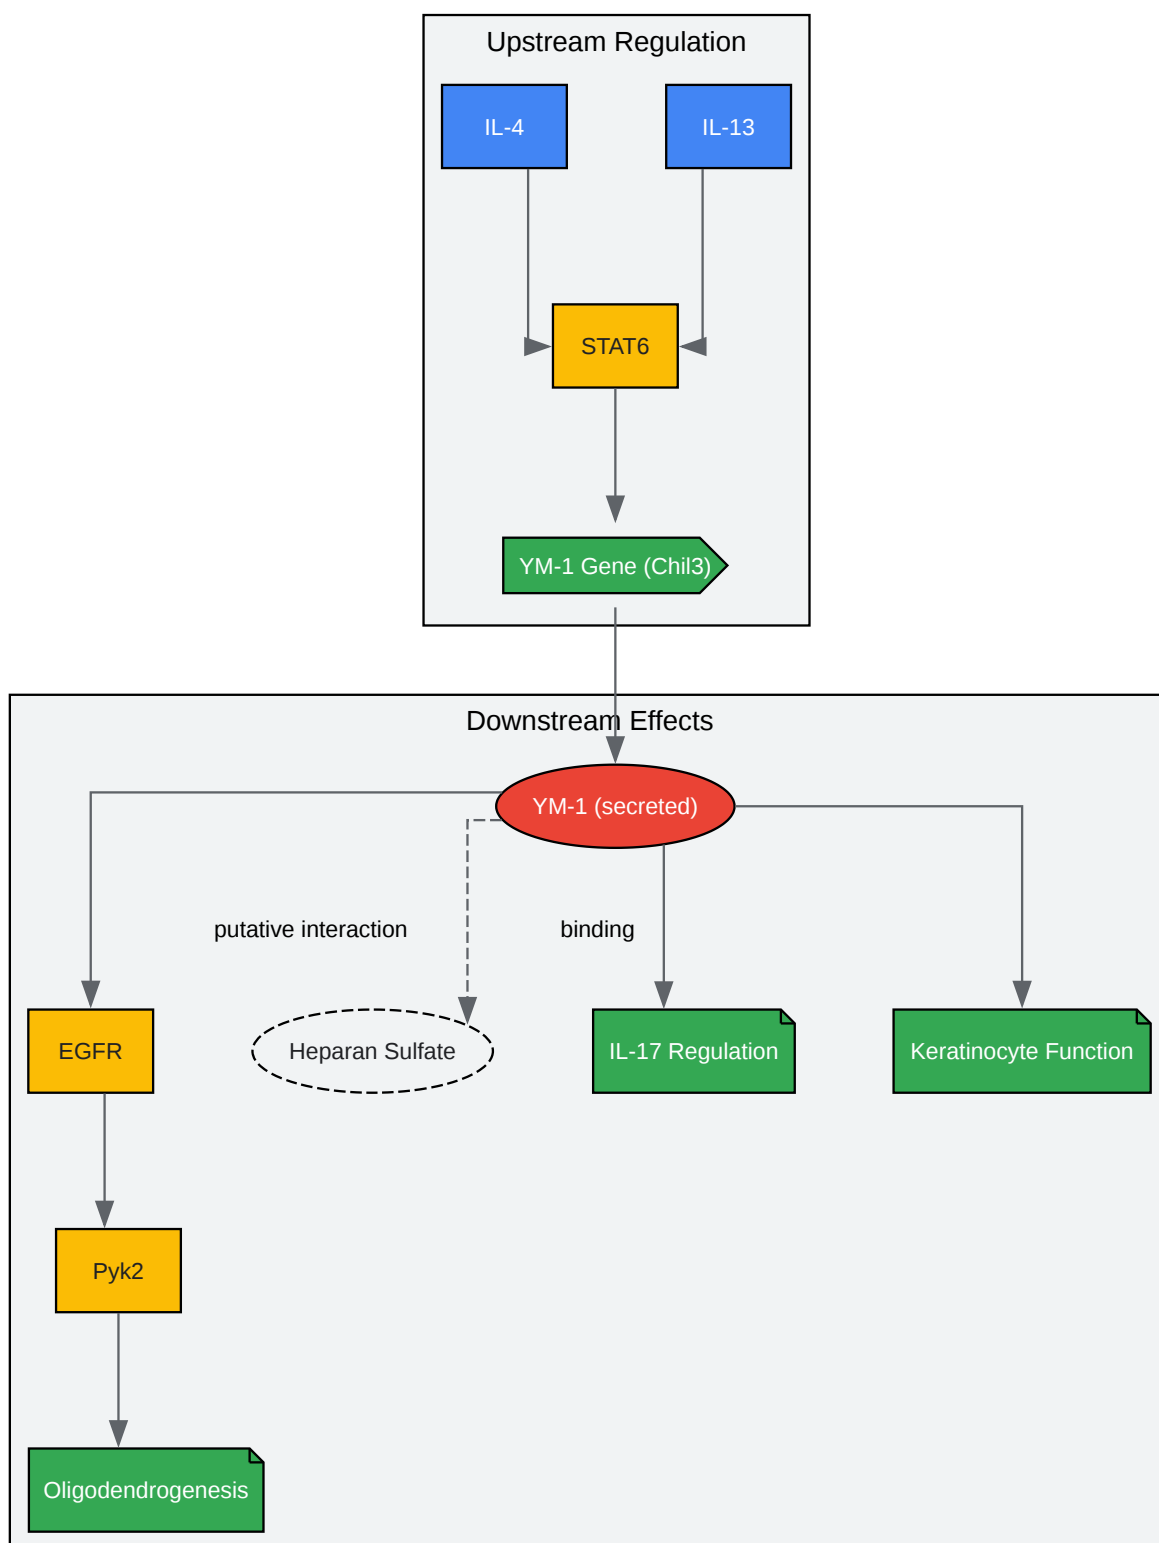 Upstream Regulation
IL-4
IL-13
STAT6
YM-1 Gene (Chil3)
Downstream Effects
YM-1 (secreted)
putative interaction
binding
EGFR
Heparan Sulfate
IL-17 Regulation
Keratinocyte Function
Pyk2
Oligodendrogenesis